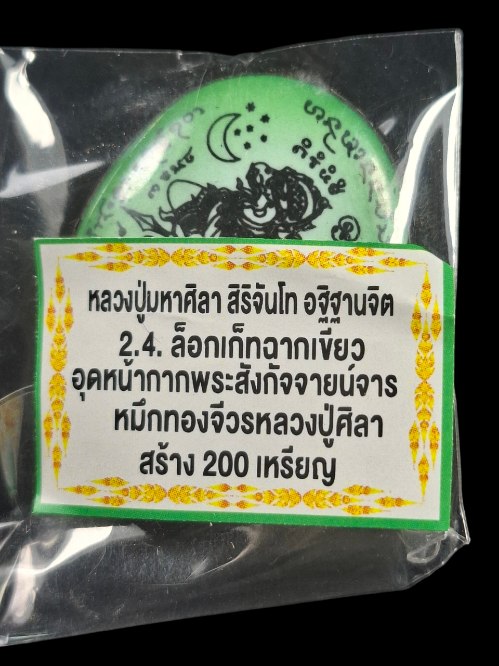 หลวงปู่มหาศิลา สิริจันโท อฐิฐานจิต
2.4. ล็อกเก็ทฉากเขียว
อุดหน้ากากพระสังกัจจายน์จาร
หมึกทองจีวรหลวงปู่ศิลา
สร้าง 200 เหรียญ